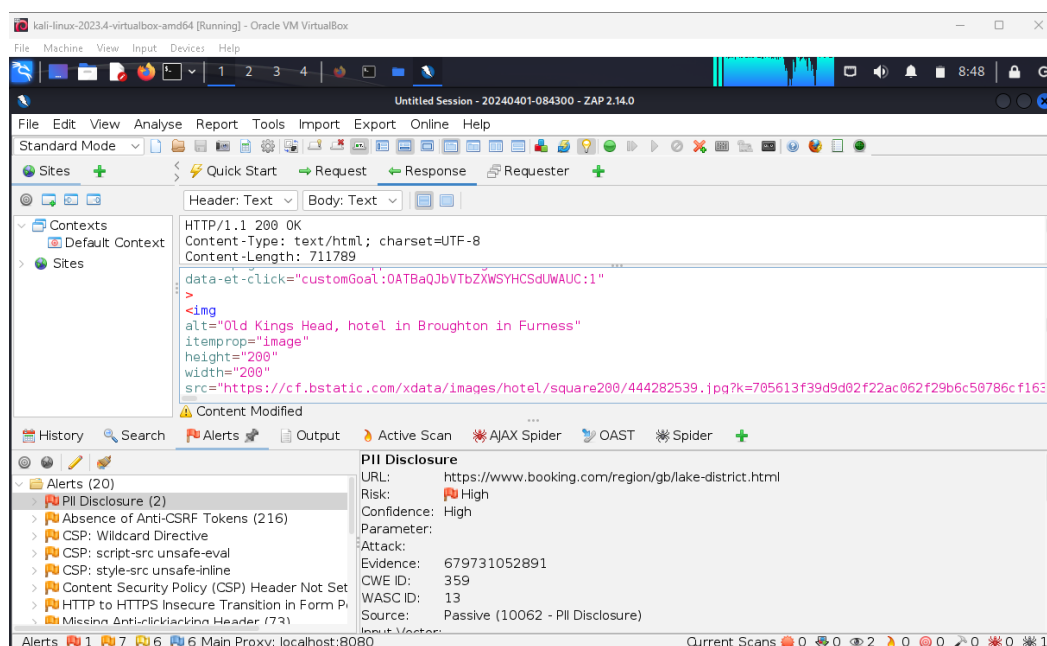 kali-linux-2023.4-virtualbox-amd64 [Running] - Oracle VM VirtualBox
File Machine View Input Devices Help
1 2 3 4 8:48
Untitled Session - 20240401-084300 - ZAP 2.14.0
File Edit View Analyse Report Tools Import Export Online Help
Standard Mode
Sites Quick Start Request Response Requester
Header: Text Body: Text
Contexts
Default Context
Sites
HTTP/1.1 200 OK
Content-Type: text/html; charset=UTF-8
Content-Length: 711789
data-et-click="customGoal:OATBaQJbVTbZXWSYHCSdUWAUC:1"
>
<img
alt="Old Kings Head, hotel in Broughton in Furness"
itemprop="image"
height="200"
width="200"
src="https://cf.bstatic.com/xdata/images/hotel/square200/444282539.jpg?k=705613f39d9d02f22ac062f29b6c50786cf163
Content Modified
History Search Alerts Output Active Scan AJAX Spider OAST Spider
Alerts (20)
PII Disclosure (2)
Absence of Anti-CSRF Tokens (216)
CSP: Wildcard Directive
CSP: script-src unsafe-eval
CSP: style-src unsafe-inline
Content Security Policy (CSP) Header Not Set
HTTP to HTTPS Insecure Transition in Form P
Missing Anti-clickjacking Header (73)
PII Disclosure
URL: https://www.booking.com/region/gb/lake-district.html
Risk: High
Confidence: High
Parameter:
Attack:
Evidence: 679731052891
CWE ID: 359
WASC ID: 13
Source: Passive (10062 - PII Disclosure)
Input Vector:
Alerts 1 7 6 6 Main Proxy: localhost:8080 Current Scans 0 0 2 0 0 0 0 1